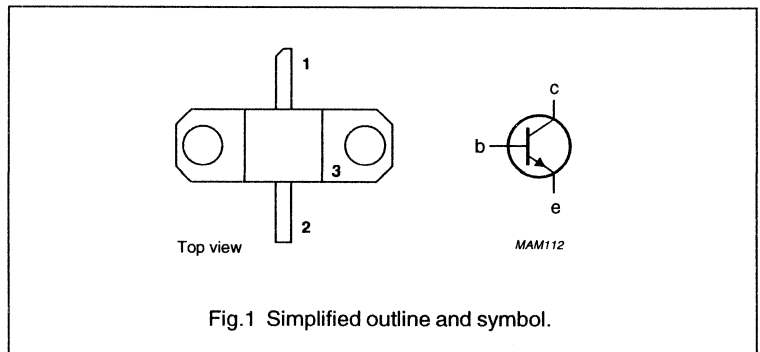 1
c
b
3
e
2
Top view
MAM112
Fig.1 Simplified outline and symbol.